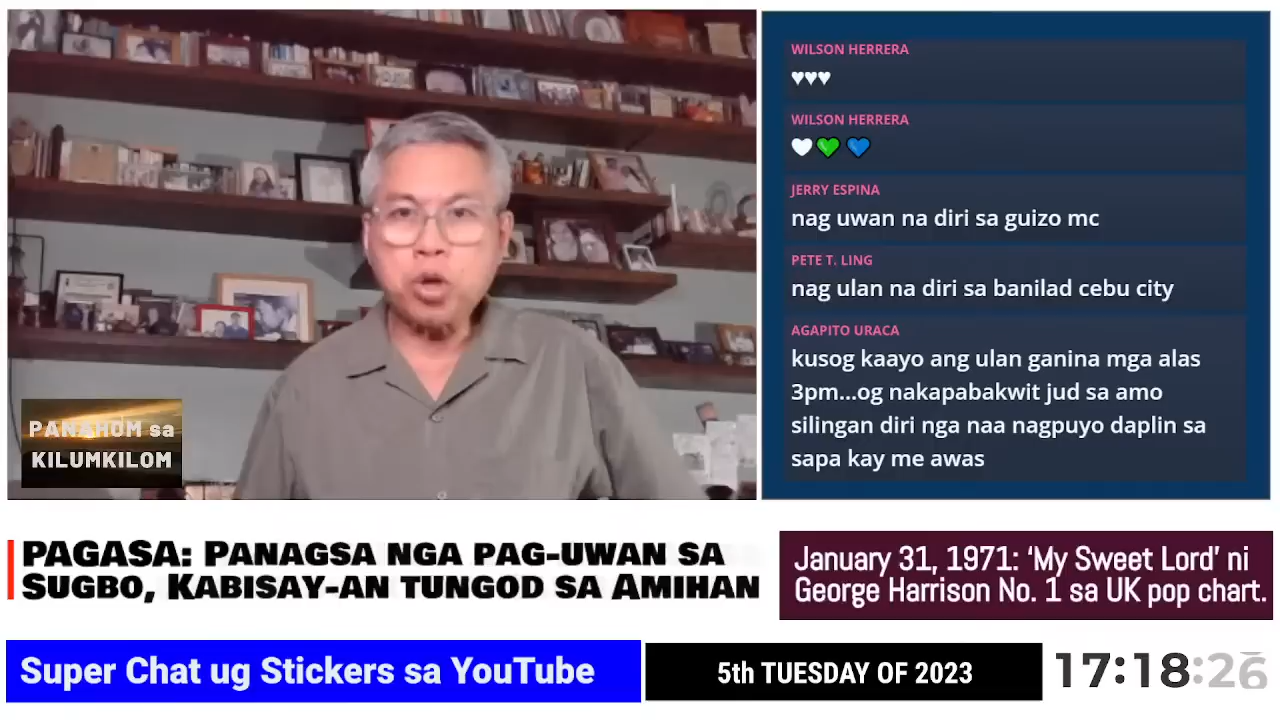 WILSON HERRERA
♥♥♥
WILSON HERRERA
🤍💚💙
JERRY ESPINA
nag uwan na diri sa guizo mc
PETE T. LING
nag ulan na diri sa banilad cebu city
AGAPITO URACA
kusog kaayo ang ulan ganina mga alas
3pm...og nakapabakwit jud sa amo
silingan diri nga naa nagpuyo daplin sa
sapa kay me awas
PANAHOM sa
KILUMKILOM
PAGASA: PANAGSA NGA PAG-UWAN SA
SUGBO, KABISAY-AN TUNGOD SA AMIHAN
January 31, 1971: ‘My Sweet Lord’ ni
George Harrison No. 1 sa UK pop chart.
Super Chat ug Stickers sa YouTube
5th TUESDAY OF 2023
17:18:26